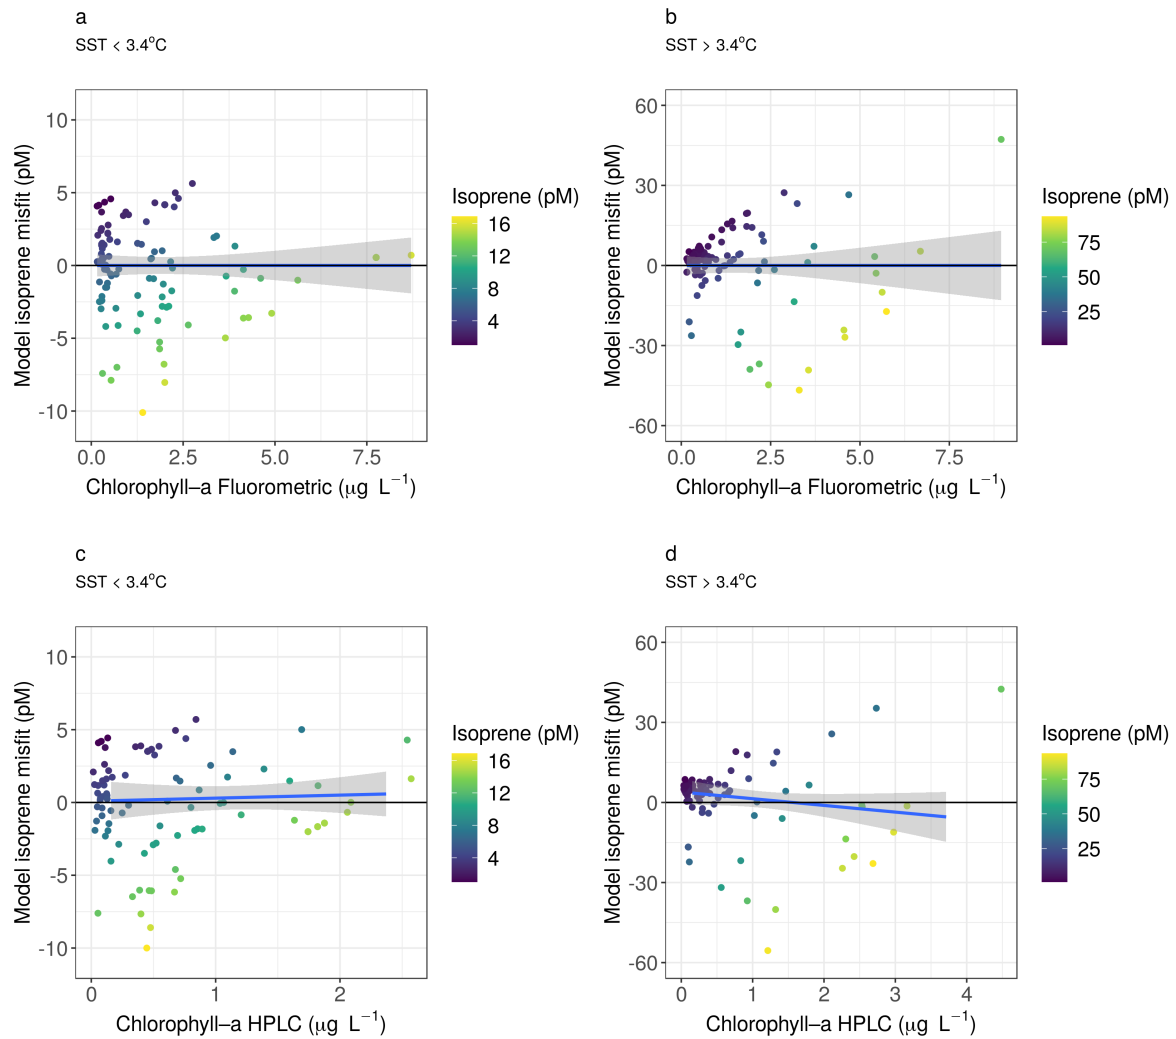 a
SST < 3.4°C
10
5
0
-5
-10
0.0 2.5 5.0 7.5
Model isoprene misfit (pM)
Chlorophyll–a Fluorometric (μg L⁻¹)
Isoprene (pM)
16
12
8
4
b
SST > 3.4°C
60
30
0
-30
-60
0.0 2.5 5.0 7.5
Model isoprene misfit (pM)
Chlorophyll–a Fluorometric (μg L⁻¹)
Isoprene (pM)
75
50
25
c
SST < 3.4°C
10
5
0
-5
-10
0 1 2
Model isoprene misfit (pM)
Chlorophyll–a HPLC (μg L⁻¹)
Isoprene (pM)
16
12
8
4
d
SST > 3.4°C
60
30
0
-30
-60
0 1 2 3 4
Model isoprene misfit (pM)
Chlorophyll–a HPLC (μg L⁻¹)
Isoprene (pM)
75
50
25